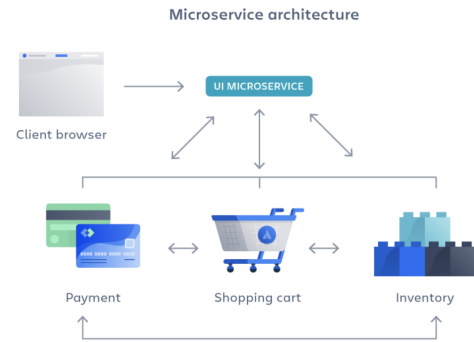 Microservice architecture
UI MICROSERVICE
Client browser
Payment
Shopping cart
Inventory